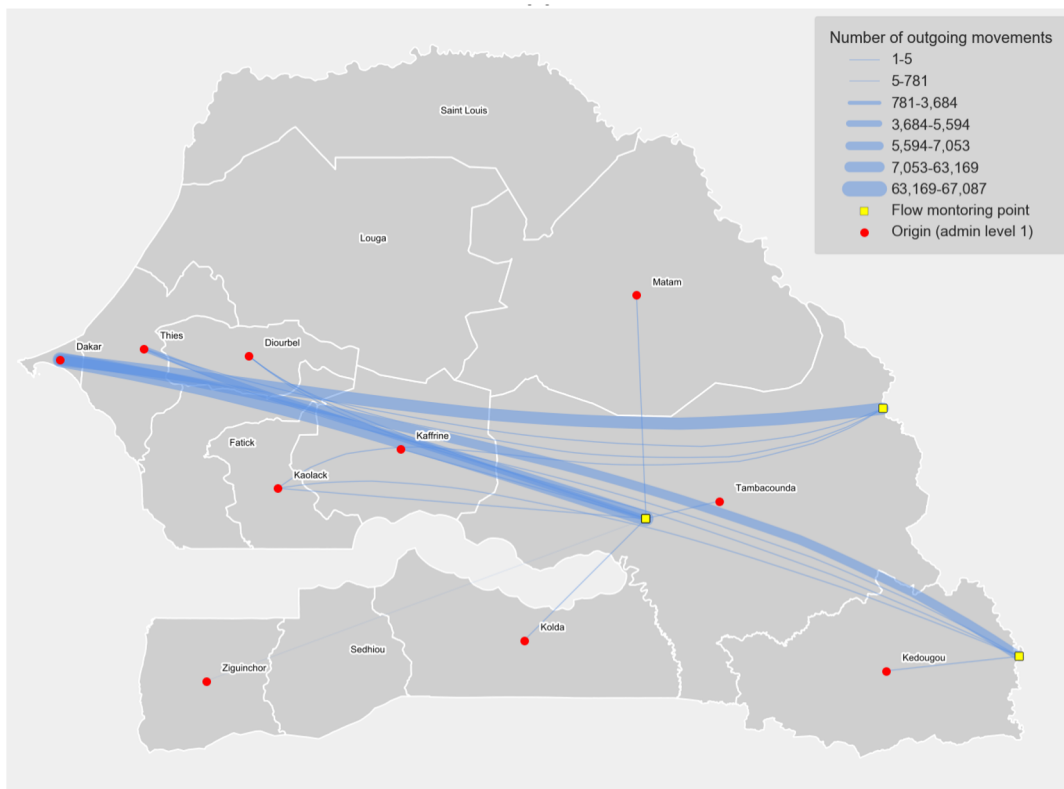 Number of outgoing movements
1-5
5-781
781-3,684
3,684-5,594
5,594-7,053
7,053-63,169
63,169-67,087
Flow montoring point
Origin (admin level 1)
Saint Louis
Louga
Matam
Thies
Dakar
Diourbel
Kaffrine
Fatick
Kaolack
Tambacounda
Kolda
Sedhiou
Ziguinchor
Kedougou